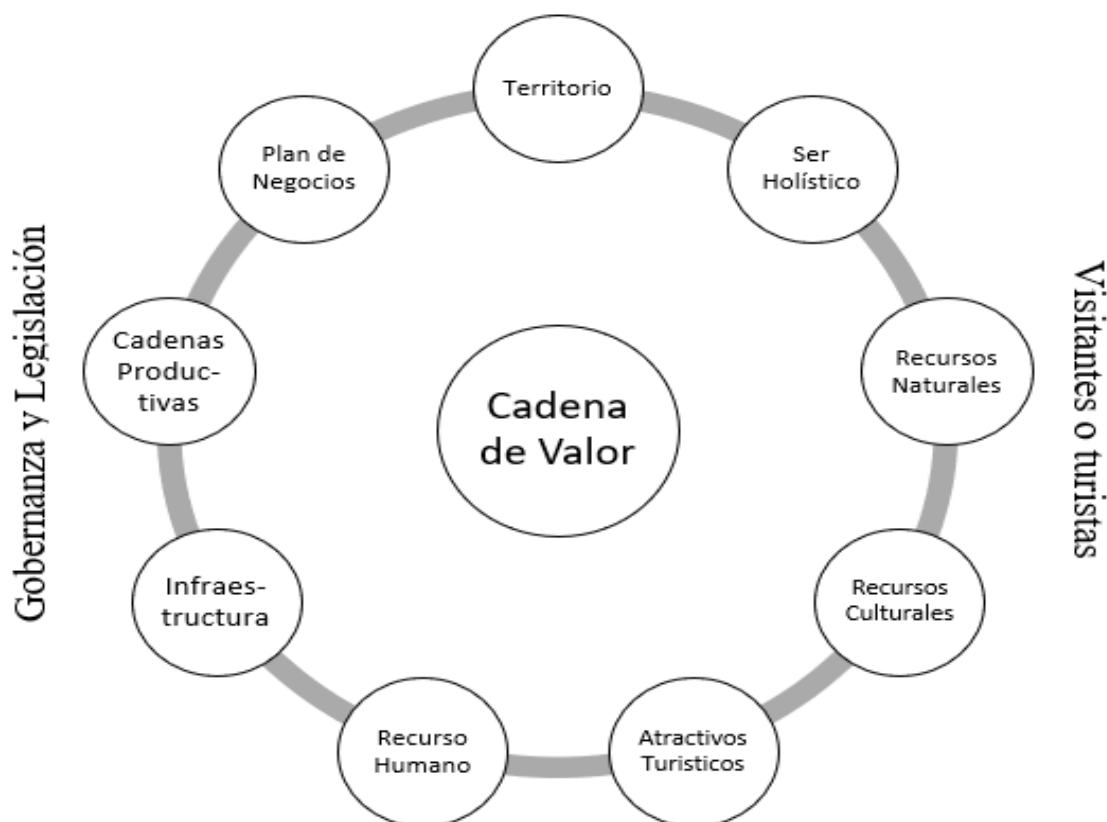 Territorio
Ser
Holístico
Recursos
Naturales
Recursos
Culturales
Atractivos
Turisticos
Recurso
Humano
Infraes-
tructura
Cadenas
Produc-
tivas
Plan de
Negocios
Cadena
de Valor
Gobernanza y Legislación
Visitantes o turistas